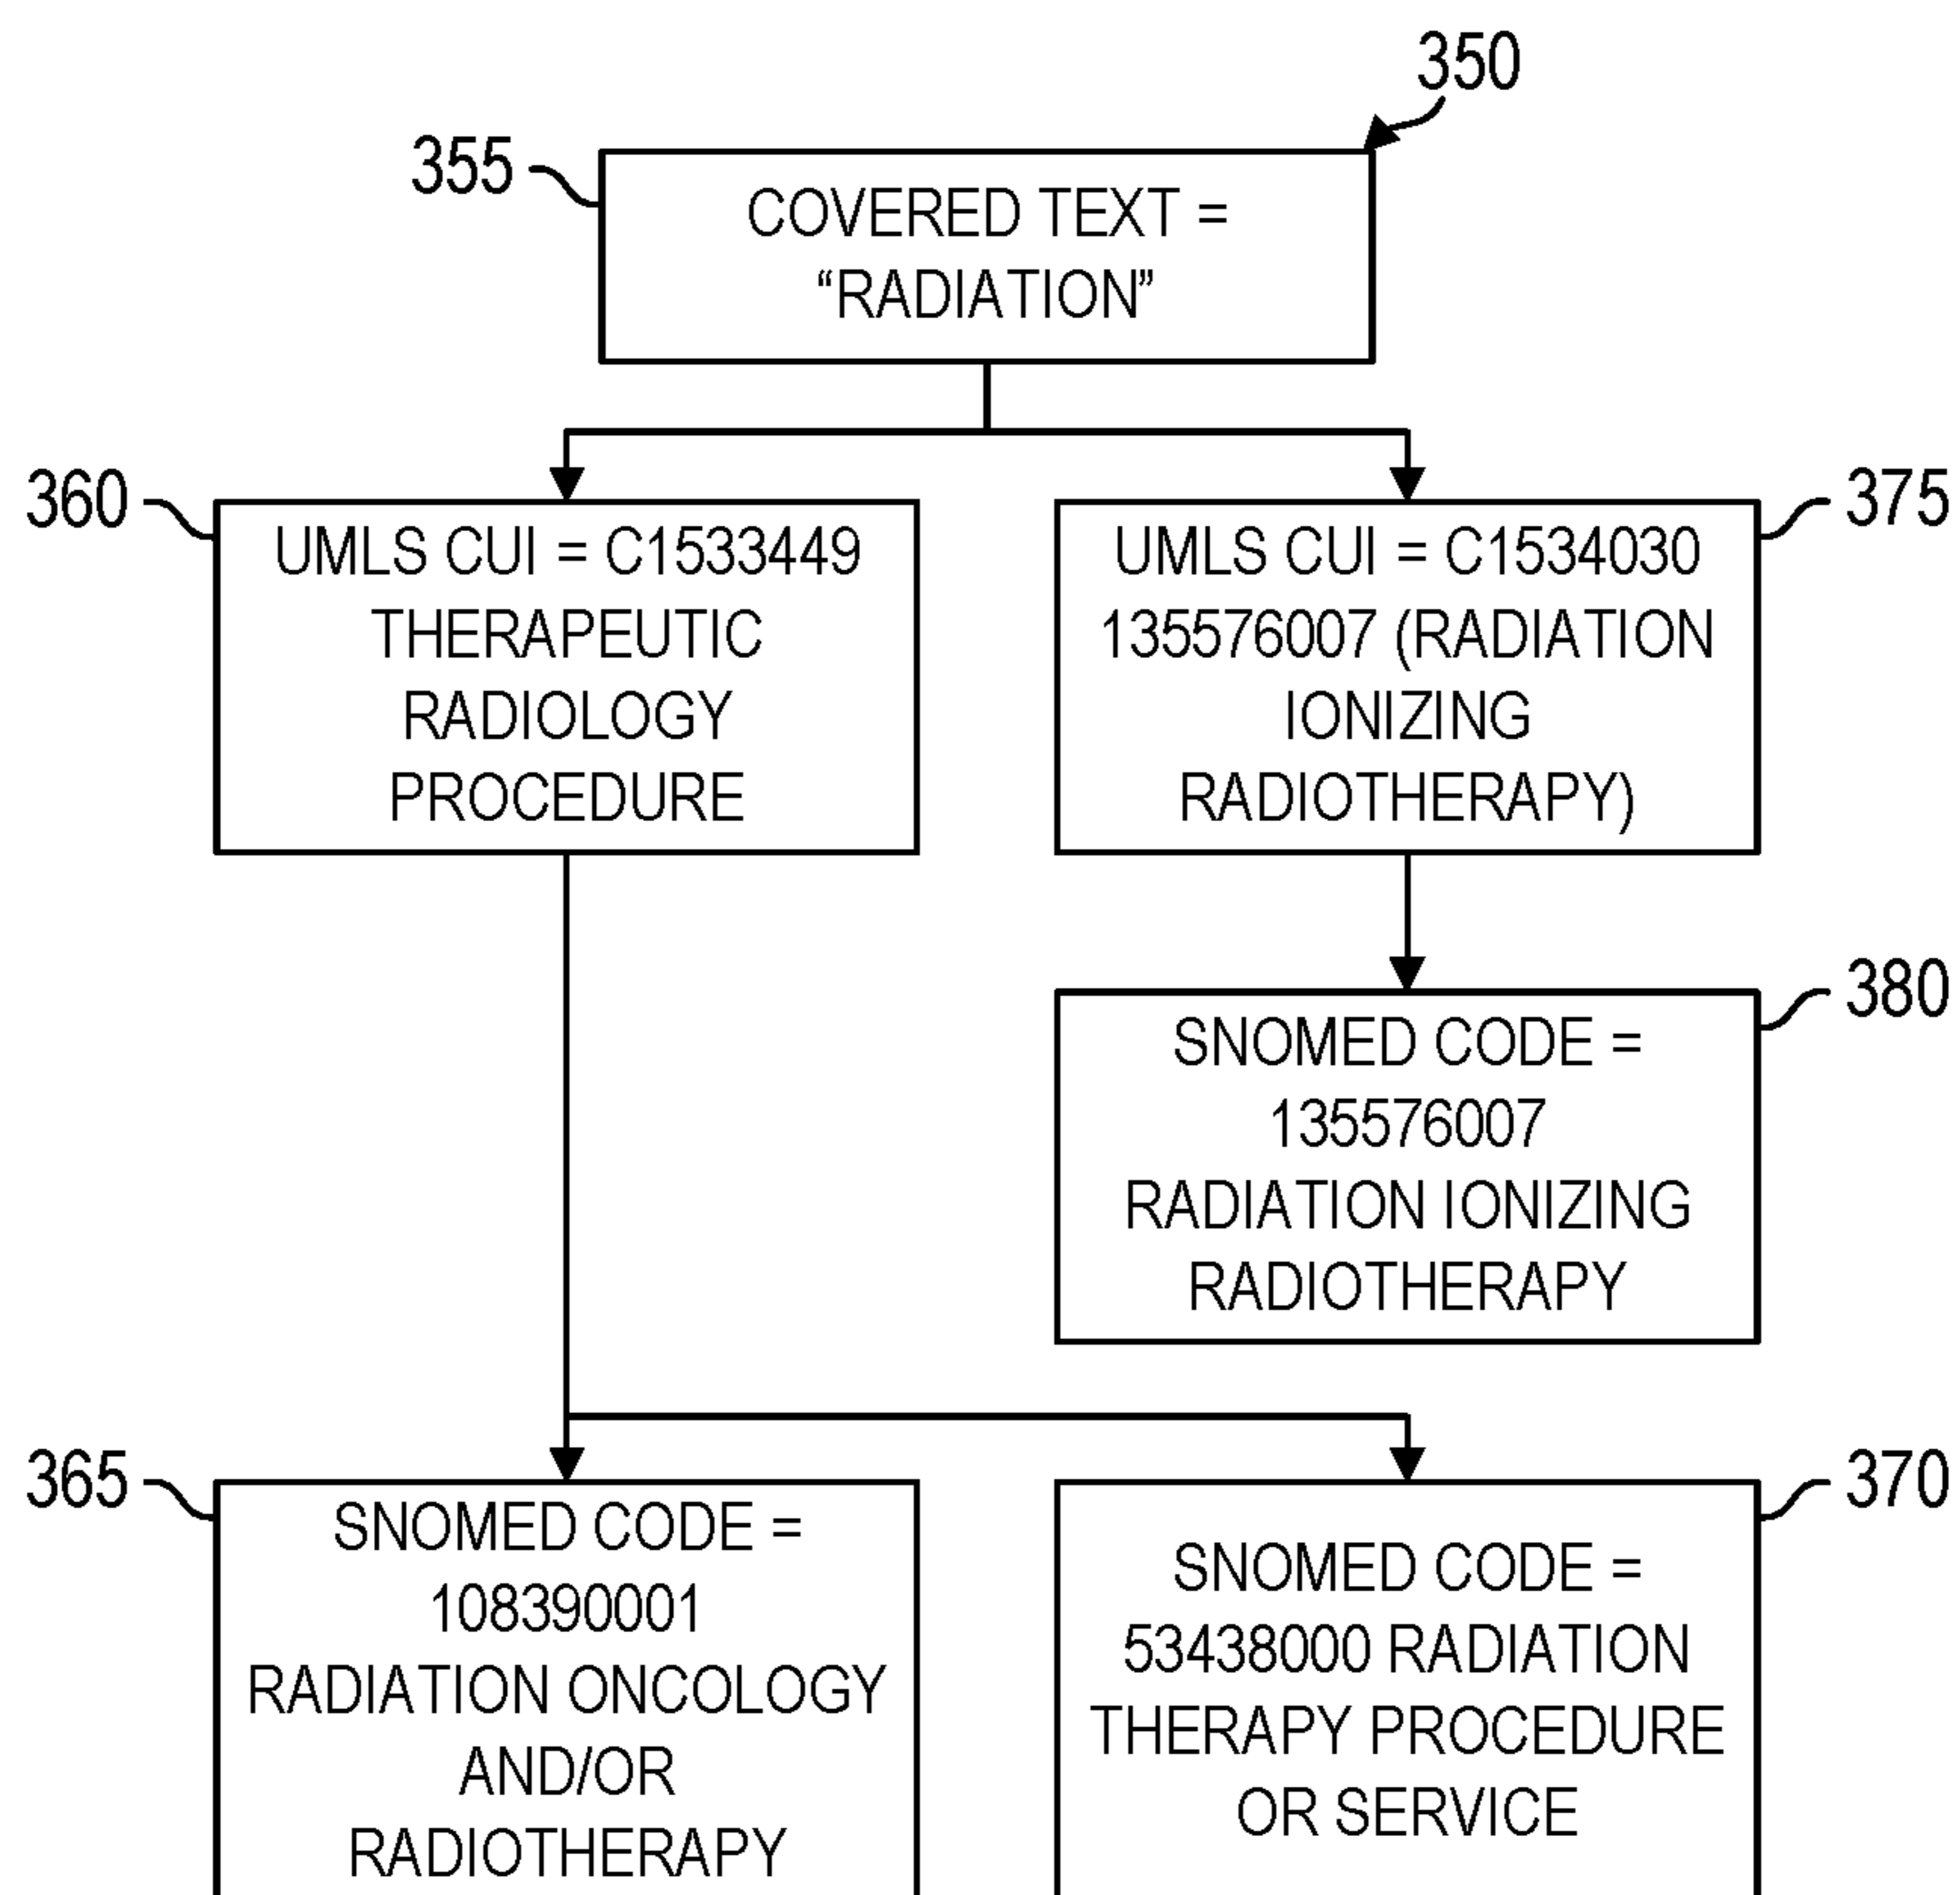 350
355
COVERED TEXT =
“RADIATION”
360
UMLS CUI = C1533449
THERAPEUTIC
RADIOLOGY
PROCEDURE
375
UMLS CUI = C1534030
135576007 (RADIATION
IONIZING
RADIOTHERAPY)
380
SNOMED CODE =
135576007
RADIATION IONIZING
RADIOTHERAPY
365
SNOMED CODE =
108390001
RADIATION ONCOLOGY
AND/OR
RADIOTHERAPY
370
SNOMED CODE =
53438000 RADIATION
THERAPY PROCEDURE
OR SERVICE